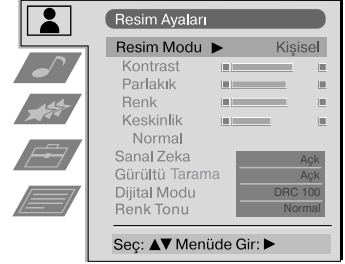 Resim Ayaları
Resim Modu ▶ Kişisel
Kontrast
Parlakık
Renk
Keskinlik
Normal
Sanal Zeka Açk
Gürültü Tarama Açk
Dijital Modu DRC 100
Renk Tonu Normal
Seç: ▲▼ Menüde Gir: ▶